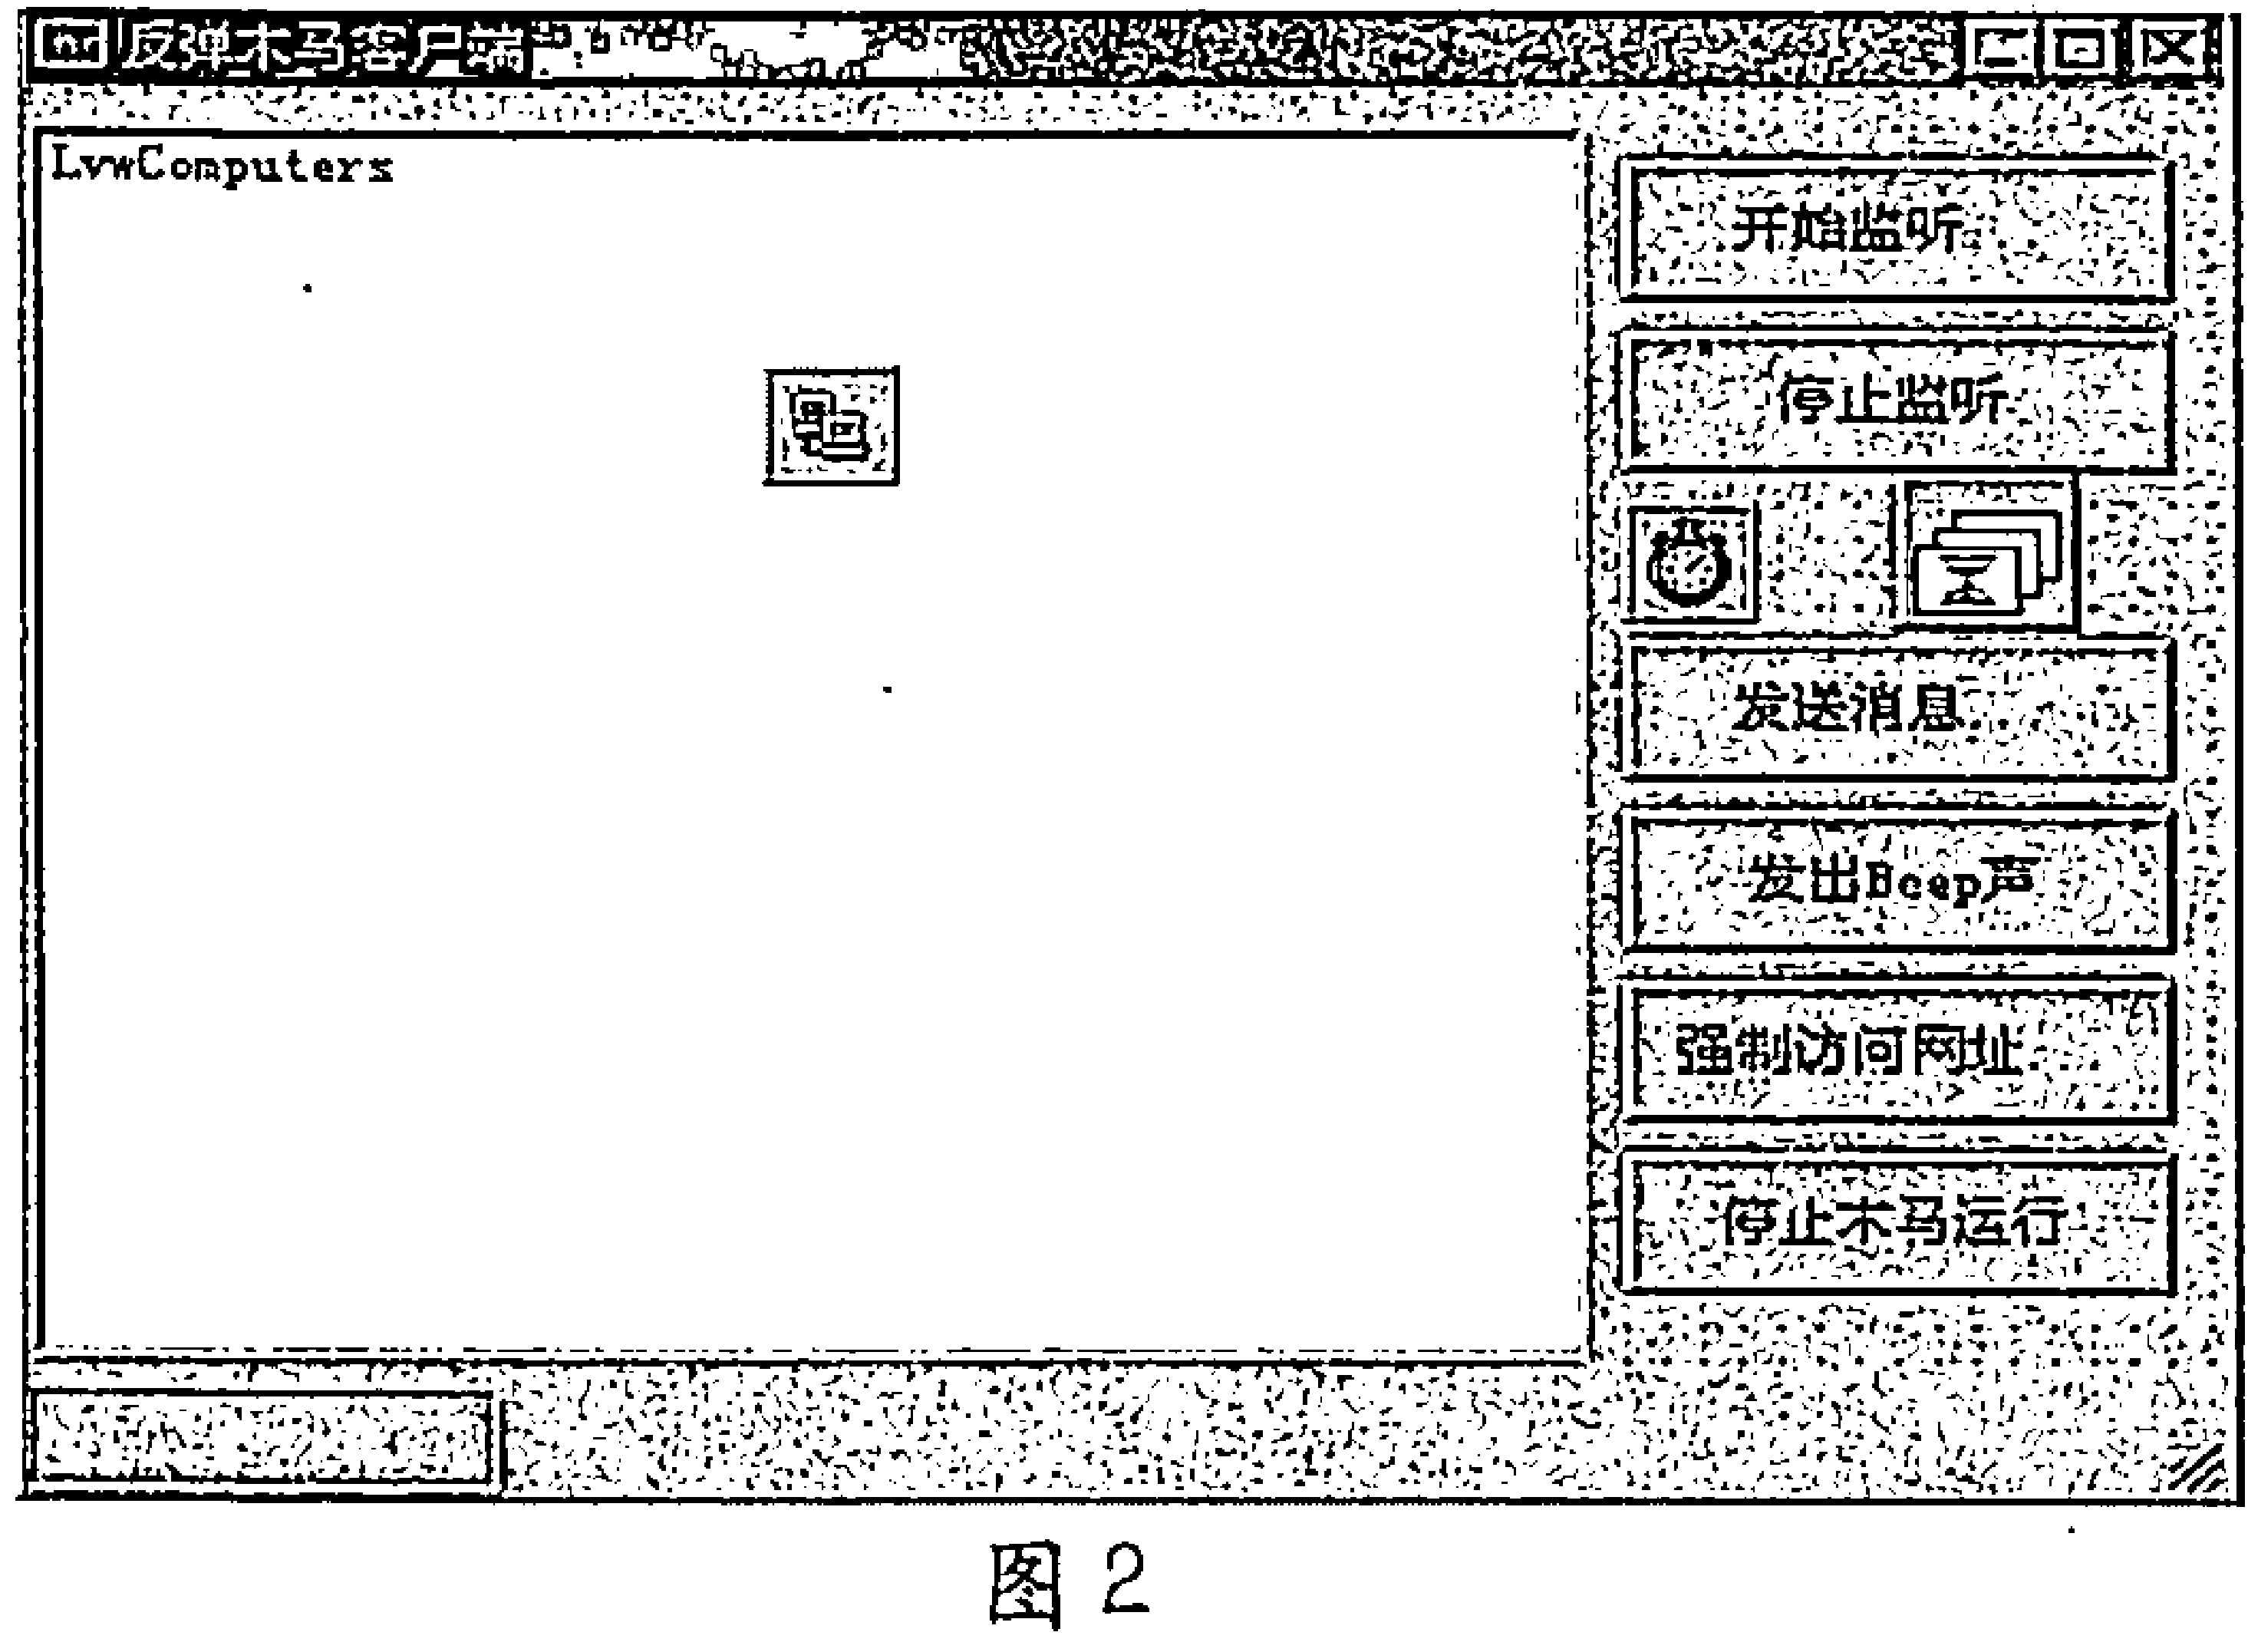 反弹木马客户端
LvwComputers
开始监听
停止监听
发送消息
发出Beep声
强制访问网址
停止木马运行
图2